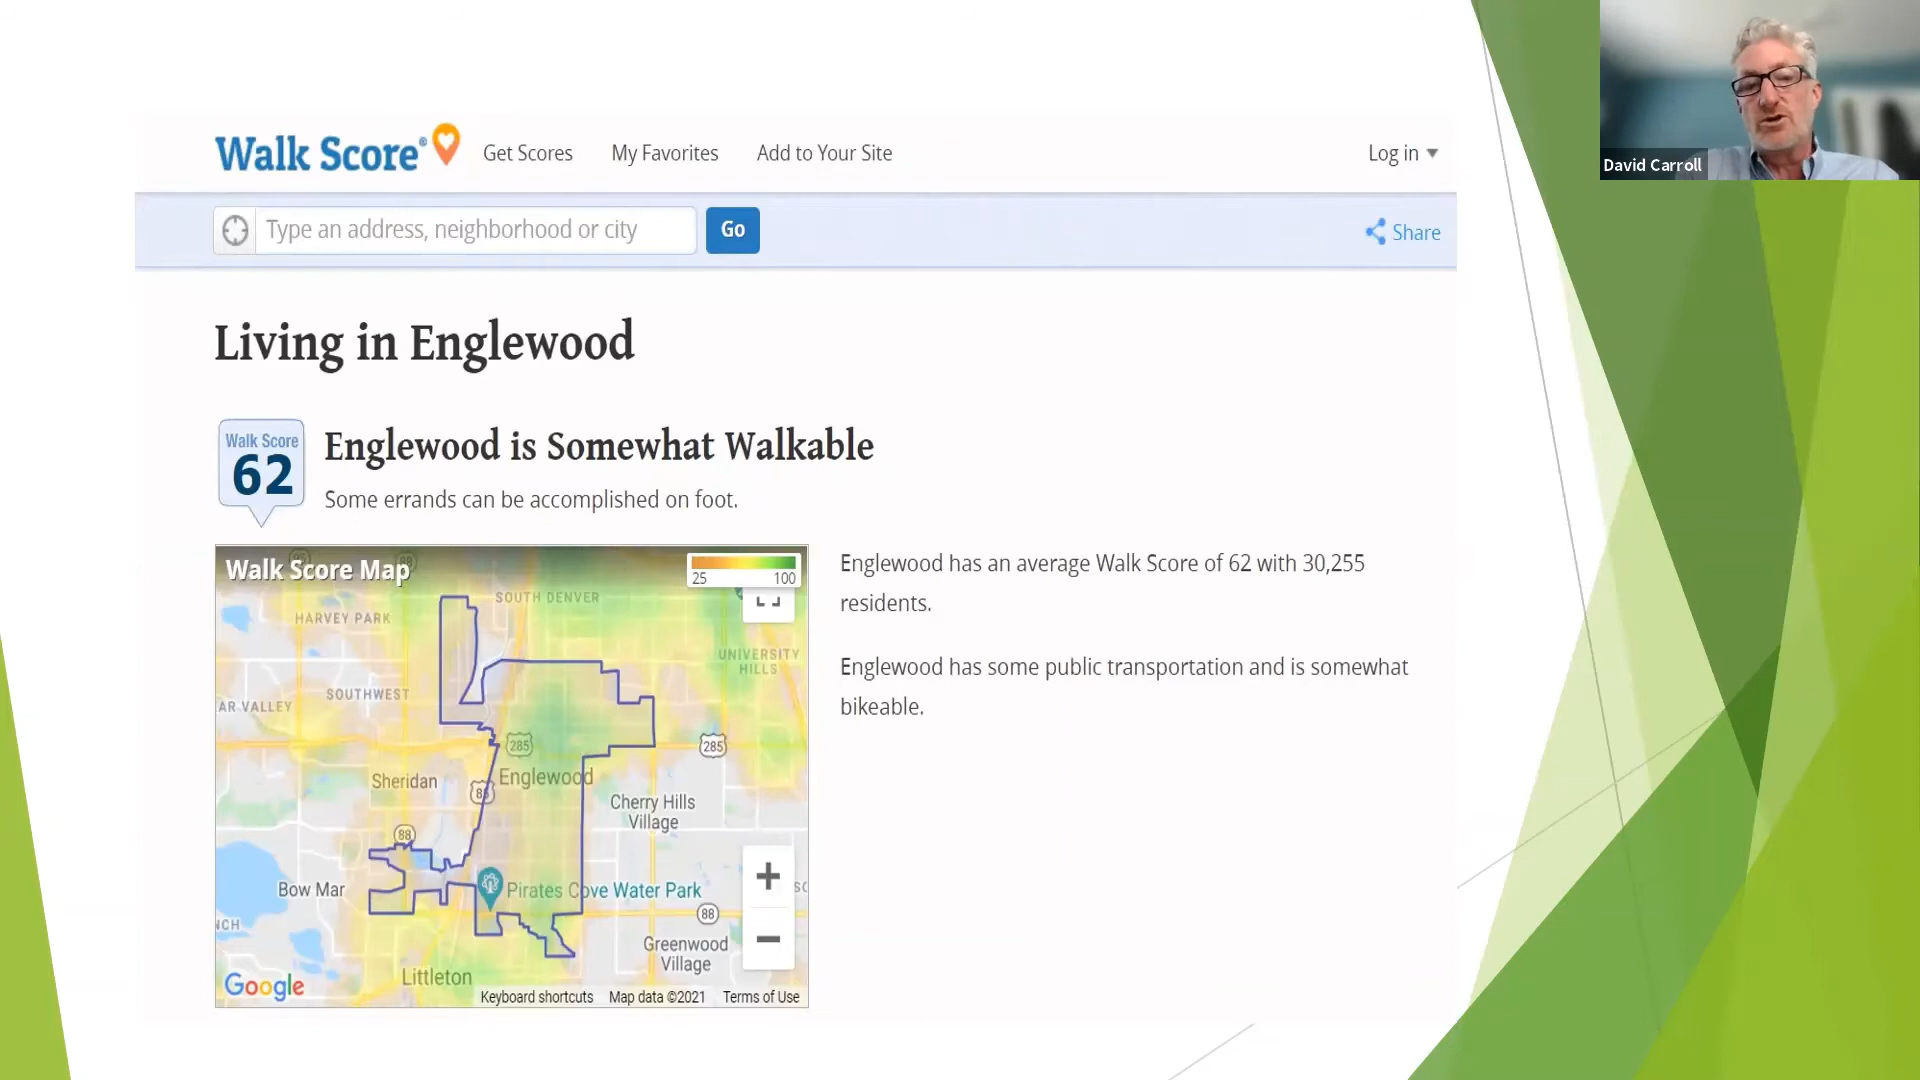 Walk Score®
Get Scores
My Favorites
Add to Your Site
Log in
David Carroll
Type an address, neighborhood or city
Go
Share
Living in Englewood
Walk Score
62
Englewood is Somewhat Walkable
Some errands can be accomplished on foot.
Walk Score Map
25
100
SOUTH DENVER
HARVEY PARK
UNIVERSITY
HILLS
SOUTHWEST
AR VALLEY
285
285
Englewood
Sheridan
88
Cherry Hills
Village
88
Bow Mar
Pirates Cove Water Park
88
Greenwood
Village
Littleton
Google
Keyboard shortcuts
Map data ©2021
Terms of Use
Englewood has an average Walk Score of 62 with 30,255
residents.
Englewood has some public transportation and is somewhat
bikeable.